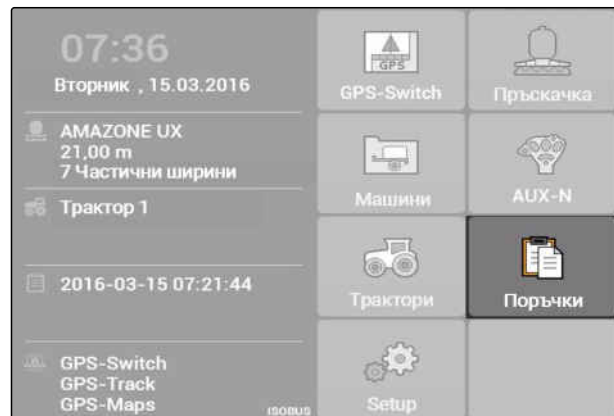 07:36
Вторник , 15.03.2016
AMAZONE UX
21,00 m
7 Частични ширини
Трактор 1
2016-03-15 07:21:44
GPS-Switch
GPS-Track
GPS-Maps
ISOBUS
GPS
GPS-Switch
Пръскачка
Машини
AUX-N
Трактори
Поръчки
Setup